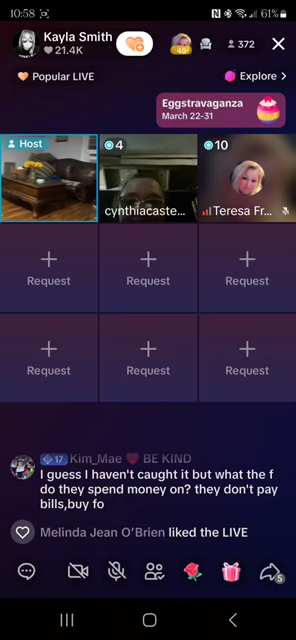 10:58
61%
Kayla Smith
21.4K
48
372
Popular LIVE
Explore >
Eggstravaganza
March 22-31
Host
4
10
cynthiacaste...
Teresa Fr...
Request
Request
Request
Request
Request
Request
17 Kim_Mae BE KIND
I guess I haven't caught it but what the f
do they spend money on? they don't pay
bills,buy fo
Melinda Jean O'Brien liked the LIVE
5